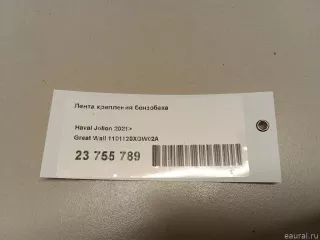 Лента крепления бензобака
Haval Jolion 2021>
Great Wall 1101120XGW02A
23 755 789
eaural.ru